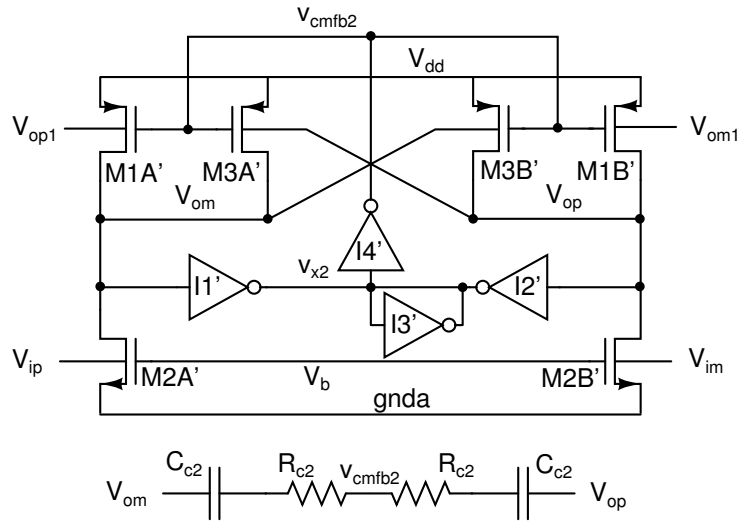 v_cmfb2
V_dd
V_op1
V_om1
M1A’
M3A’
M3B’
M1B’
V_om
V_op
I4’
v_x2
I1’
I2’
I3’
V_ip
V_im
M2A’
V_b
M2B’
gnda
C_c2
R_c2
v_cmfb2
R_c2
C_c2
V_om
V_op